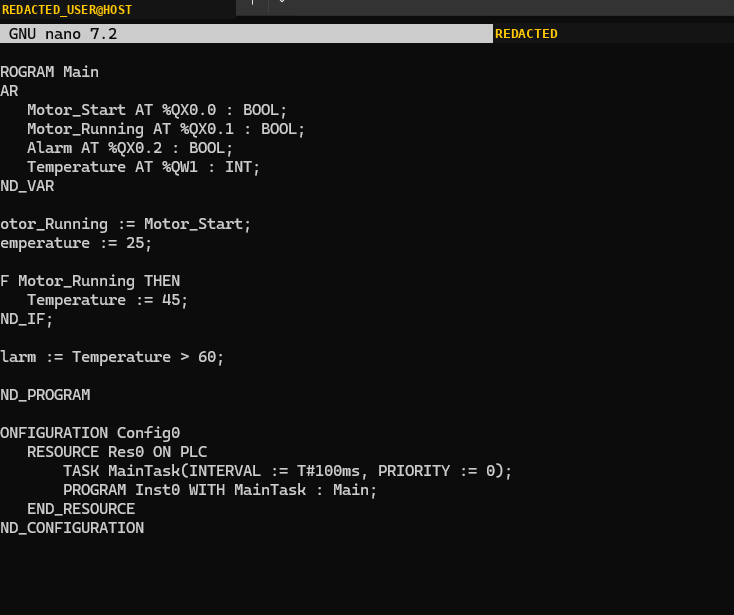 REDACTED_USER@HOST
GNU nano 7.2
REDACTED
ROGRAM Main
AR
Motor_Start AT %QX0.0 : BOOL;
Motor_Running AT %QX0.1 : BOOL;
Alarm AT %QX0.2 : BOOL;
Temperature AT %QW1 : INT;
ND_VAR
otor_Running := Motor_Start;
emperature := 25;
F Motor_Running THEN
Temperature := 45;
ND_IF;
larm := Temperature > 60;
ND_PROGRAM
ONFIGURATION Config0
RESOURCE Res0 ON PLC
TASK MainTask(INTERVAL := T#100ms, PRIORITY := 0);
PROGRAM Inst0 WITH MainTask : Main;
END_RESOURCE
ND_CONFIGURATION